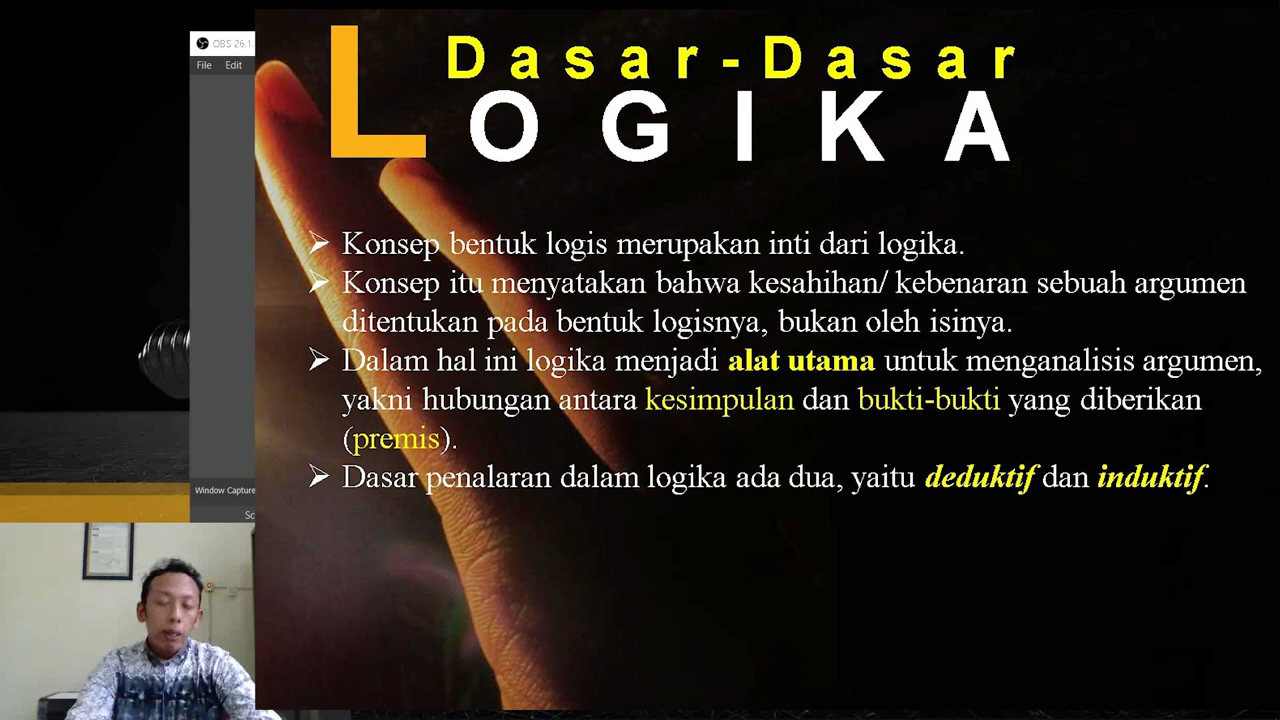 OBS 26.1.
File Edit
Dasar-Dasar
LOGIKA
➢ Konsep bentuk logis merupakan inti dari logika.
➢ Konsep itu menyatakan bahwa kesahihan/ kebenaran sebuah argumen
ditentukan pada bentuk logisnya, bukan oleh isinya.
➢ Dalam hal ini logika menjadi alat utama untuk menganalisis argumen,
yakni hubungan antara kesimpulan dan bukti-bukti yang diberikan
(premis).
➢ Dasar penalaran dalam logika ada dua, yaitu deduktif dan induktif.
Window Capture
Sc